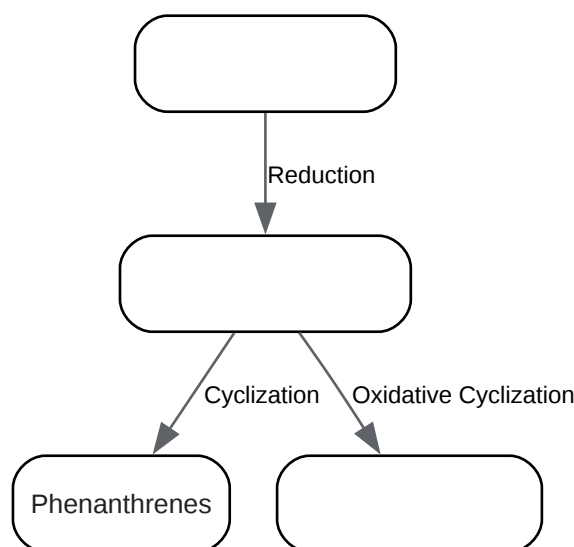 Reduction
Cyclization
Oxidative Cyclization
Phenanthrenes